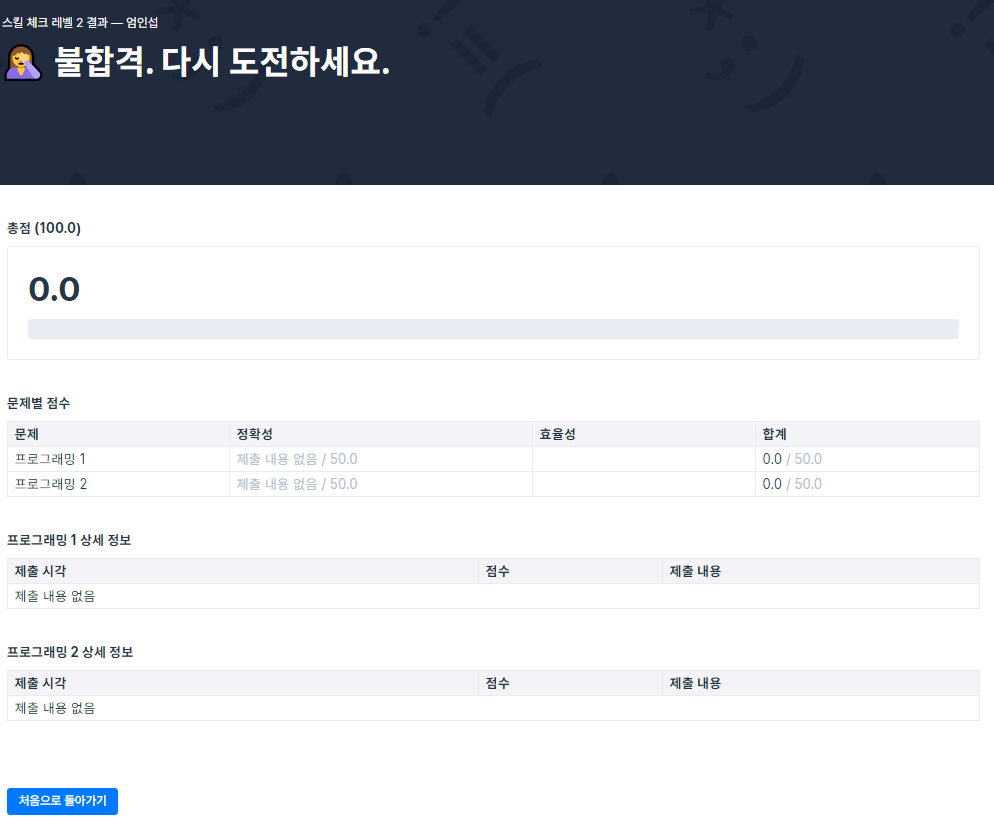 스킬 체크 레벨 2 결과 — 엄인섭
불합격. 다시 도전하세요.
총점 (100.0)
0.0
문제별 점수
문제 정확성 효율성 합계
프로그래밍 1 제출 내용 없음 / 50.0 0.0 / 50.0
프로그래밍 2 제출 내용 없음 / 50.0 0.0 / 50.0
프로그래밍 1 상세 정보
제출 시각 점수 제출 내용
제출 내용 없음
프로그래밍 2 상세 정보
제출 시각 점수 제출 내용
제출 내용 없음
처음으로 돌아가기